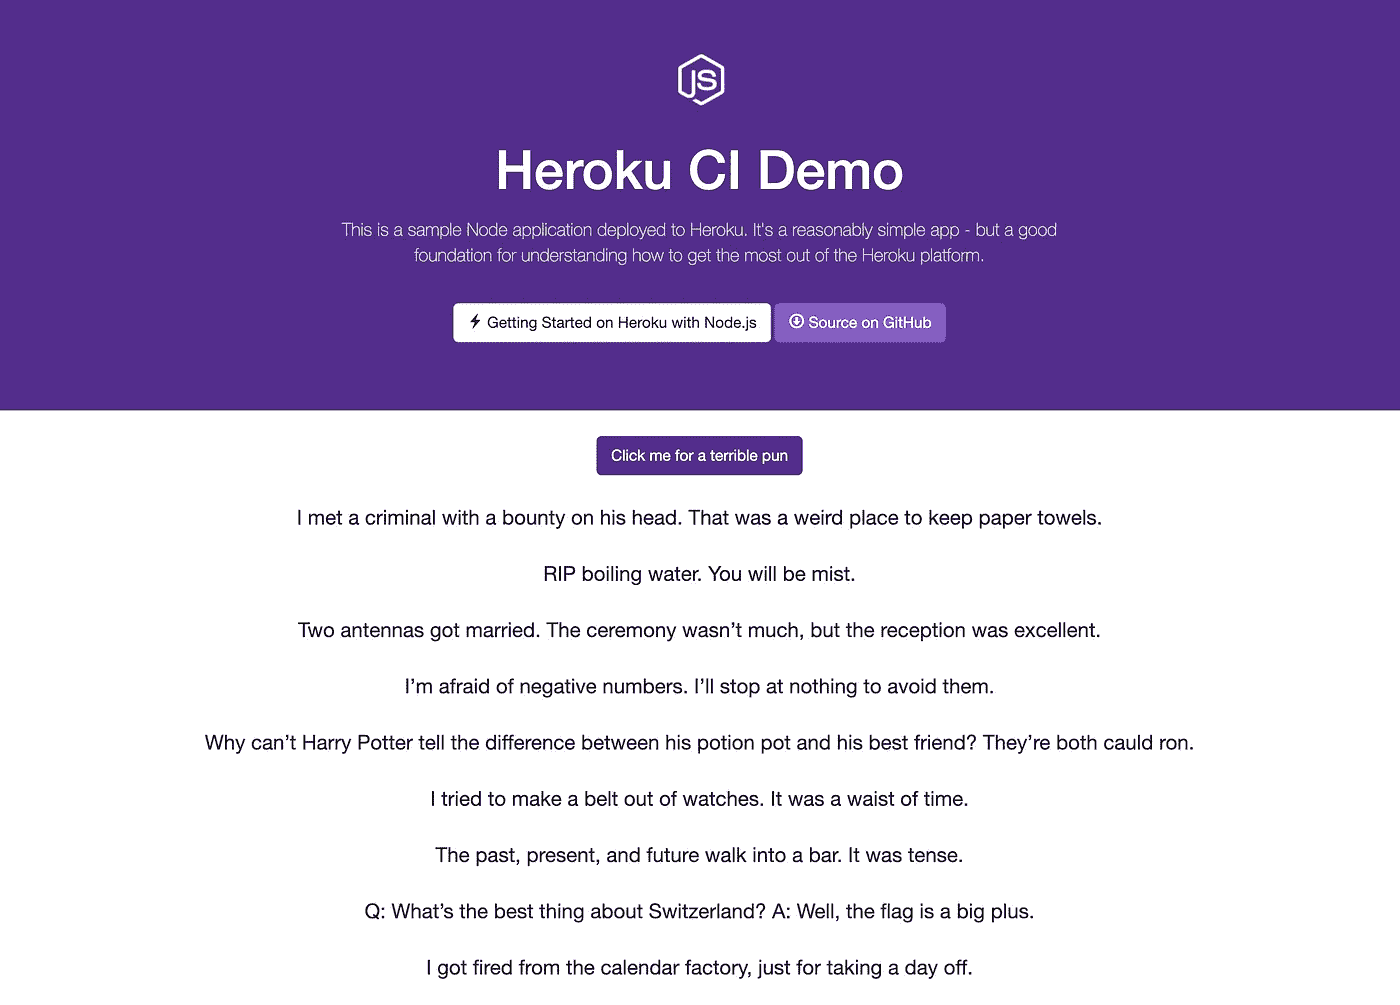 JS
Heroku CI Demo
This is a sample Node application deployed to Heroku. It's a reasonably simple app - but a good
foundation for understanding how to get the most out of the Heroku platform.
Getting Started on Heroku with Node.js
Source on GitHub
Click me for a terrible pun
I met a criminal with a bounty on his head. That was a weird place to keep paper towels.
RIP boiling water. You will be mist.
Two antennas got married. The ceremony wasn’t much, but the reception was excellent.
I’m afraid of negative numbers. I’ll stop at nothing to avoid them.
Why can’t Harry Potter tell the difference between his potion pot and his best friend? They’re both cauld ron.
I tried to make a belt out of watches. It was a waist of time.
The past, present, and future walk into a bar. It was tense.
Q: What’s the best thing about Switzerland? A: Well, the flag is a big plus.
I got fired from the calendar factory, just for taking a day off.